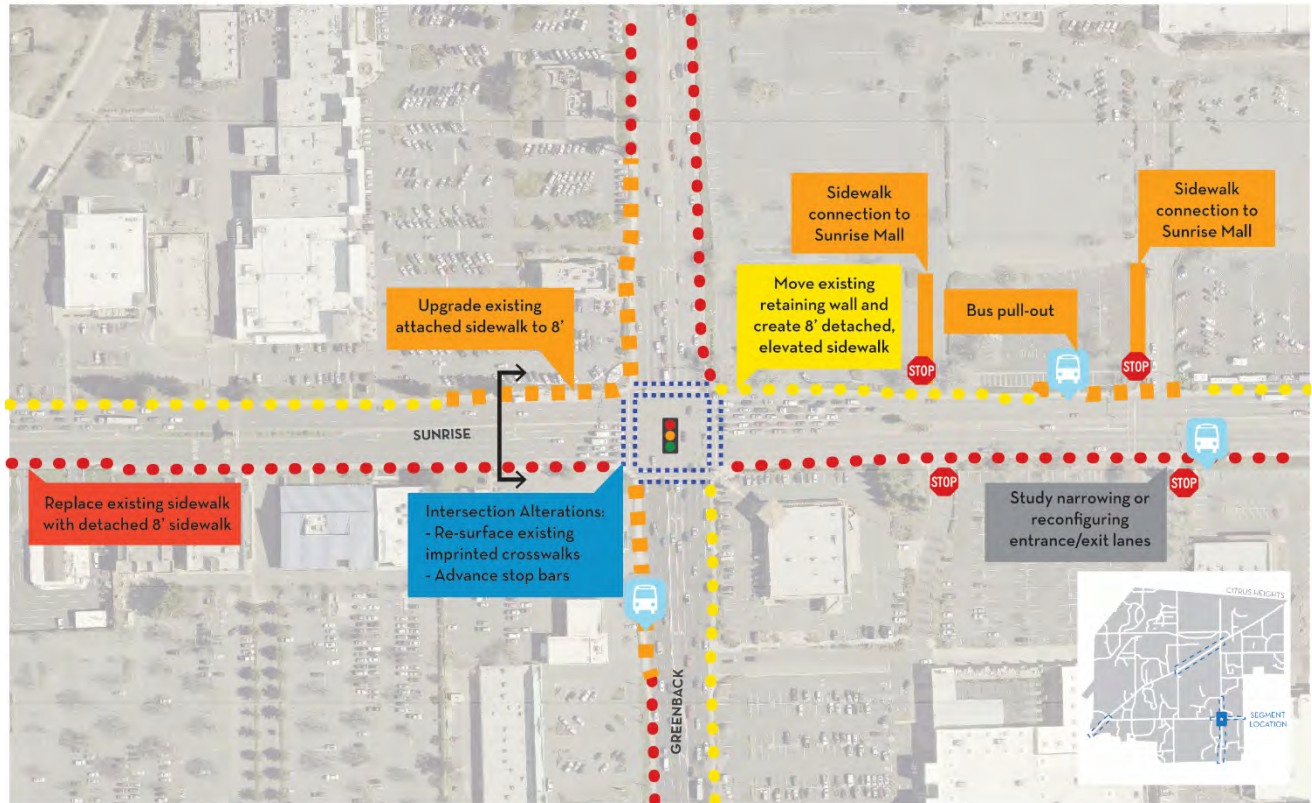 Sidewalk
connection to
Sunrise Mall
Sidewalk
connection to
Sunrise Mall
Move existing
retaining wall and
create 8' detached,
elevated sidewalk
Bus pull-out
Upgrade existing
attached sidewalk to 8'
STOP
STOP
SUNRISE
Replace existing sidewalk
with detached 8' sidewalk
Intersection Alterations:
- Re-surface existing
imprinted crosswalks
- Advance stop bars
STOP
STOP
Study narrowing or
reconfiguring
entrance/exit lanes
GREENBACK
CITRUS HEIGHTS
SEGMENT
LOCATION